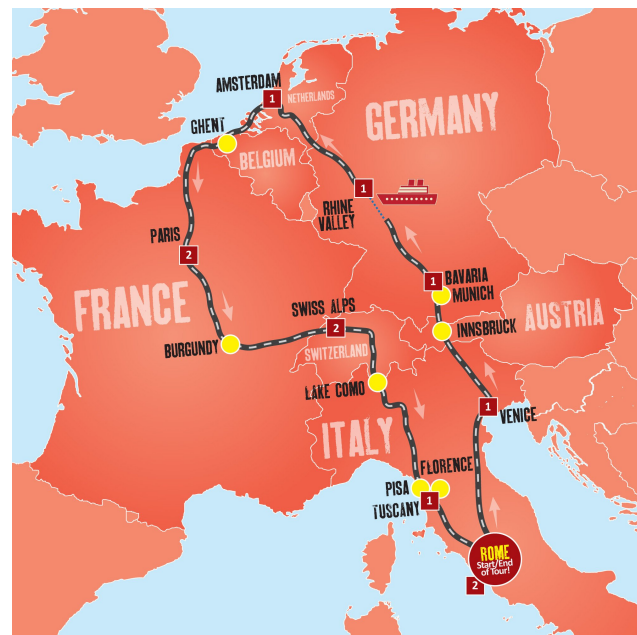 AMSTERDAM
1
NETHERLANDS
GERMANY
GHENT
BELGIUM
1
RHINE
VALLEY
PARIS
2
1
BAVARIA
MUNICH
FRANCE
SWISS ALPS
2
INNSBRUCK
AUSTRIA
BURGUNDY
SWITZERLAND
LAKE COMO
1
VENICE
ITALY
FLORENCE
PISA
1
TUSCANY
ROME
Start/End
of Tour!
2